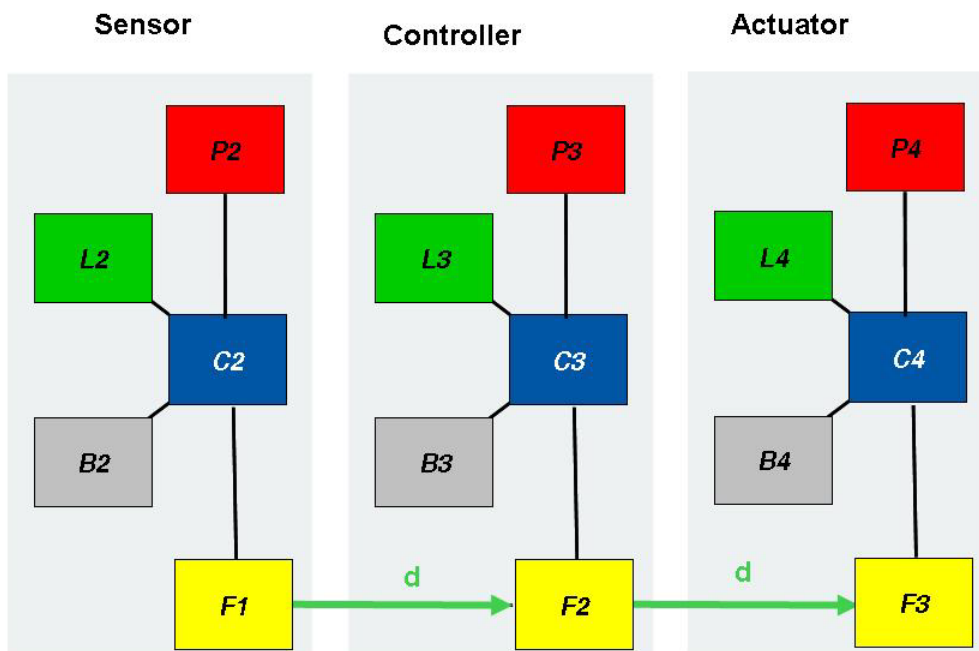 Sensor
Controller
Actuator
P2
P3
P4
L2
L3
L4
C2
C3
C4
B2
B3
B4
d
d
F1
F2
F3